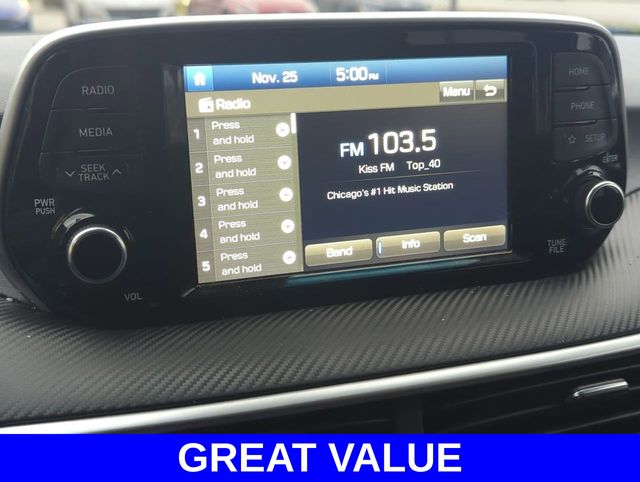 Nov. 25 5:00 PM
Radio Menu
RADIO
MEDIA
SEEK
TRACK
PWR
PUSH
VOL
1 Press
and hold
2 Press
and hold
3 Press
and hold
4 Press
and hold
5 Press
and hold
FM 103.5
Kiss FM Top_40
Chicago's #1 Hit Music Station
Band Info Scan
HOME
PHONE
SETUP
ENTER
TUNE
FILE
GREAT VALUE